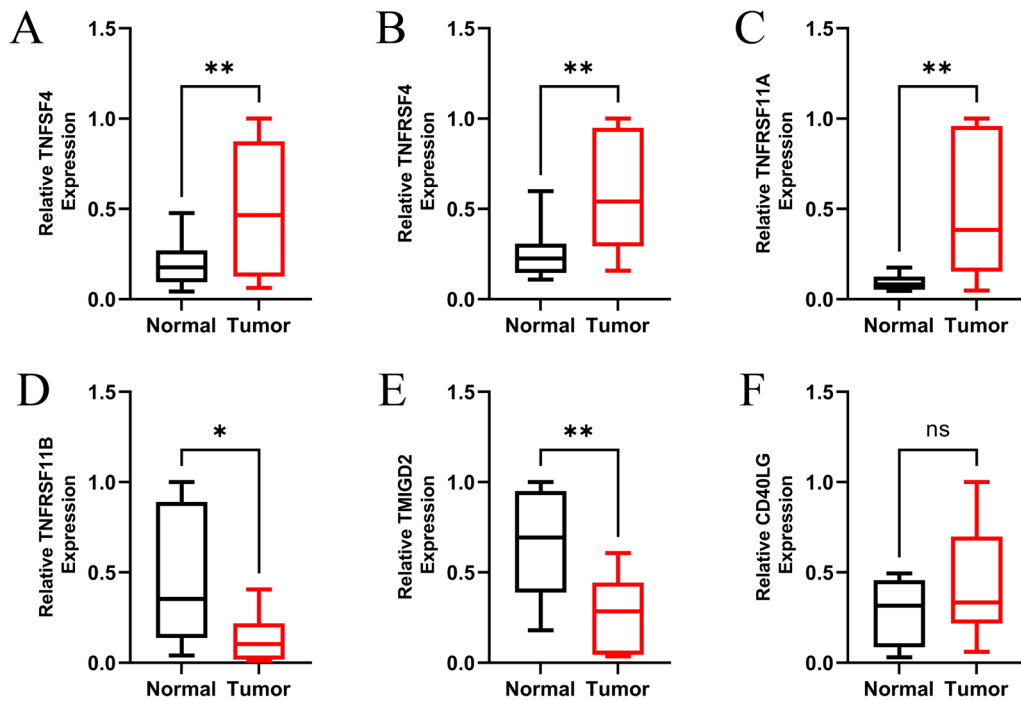 A
Relative TNFSF4
Expression
1.5
1.0
0.5
0.0
**
Normal Tumor
B
Relative TNFRSF4
Expression
1.5
1.0
0.5
0.0
**
Normal Tumor
C
Relative TNFRSF11A
Expression
1.5
1.0
0.5
0.0
**
Normal Tumor
D
Relative TNFRSF11B
Expression
1.5
1.0
0.5
0.0
*
Normal Tumor
E
Relative TMIGD2
Expression
1.5
1.0
0.5
0.0
**
Normal Tumor
F
Relative CD40LG
Expression
1.5
1.0
0.5
0.0
ns
Normal Tumor